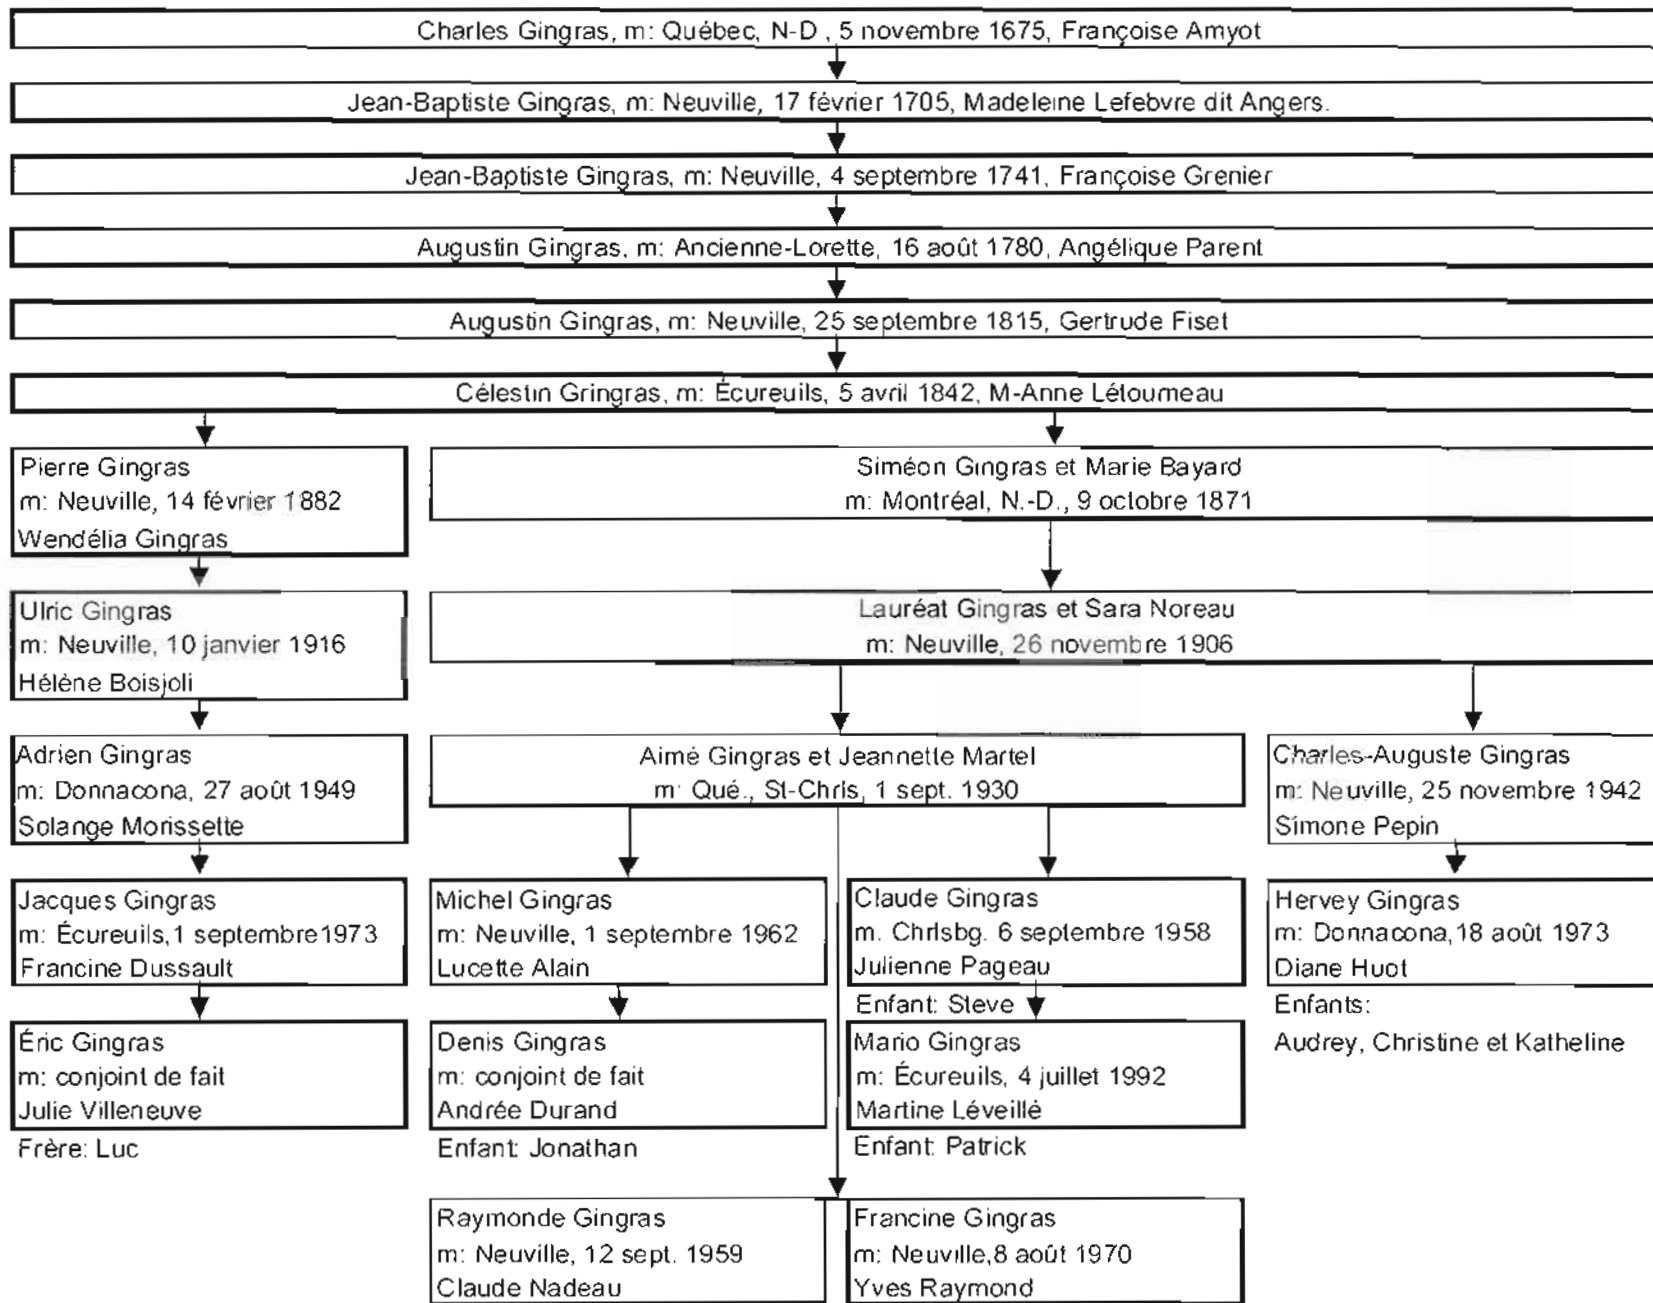 Charles Gingras, m: Québec, N-D , 5 novembre 1675, Françoise Amyot
Jean-Baptiste Gingras, m: Neuville, 17 février 1705, Madeleine Lefebvre dit Angers.
Jean-Baptiste Gingras, m: Neuville, 4 septembre 1741, Françoise Grenier
Augustin Gingras, m: Ancienne-Lorette, 16 août 1780, Angélique Parent
Augustin Gingras, m: Neuville, 25 septembre 1815, Gertrude Fiset
Célestin Gringras, m: Écureuils, 5 avril 1842, M-Anne Létourneau
Pierre Gingras
m: Neuville, 14 février 1882
Wendélia Gingras
Siméon Gingras et Marie Bayard
m: Montréal, N.-D., 9 octobre 1871
Ulric Gingras
m: Neuville, 10 janvier 1916
Hélène Boisjoli
Lauréat Gingras et Sara Noreau
m: Neuville, 26 novembre 1906
Adrien Gingras
m: Donnacona, 27 août 1949
Solange Morissette
Aimé Gingras et Jeannette Martel
m: Qué., St-Chris, 1 sept. 1930
Charles-Auguste Gingras
m: Neuville, 25 novembre 1942
Simone Pepin
Jacques Gingras
m: Écureuils,1 septembre1973
Francine Dussault
Michel Gingras
m: Neuville, 1 septembre 1962
Lucette Alain
Claude Gingras
m. Chrisbg. 6 septembre 1958
Julienne Pageau
Enfant: Steve
Hervey Gingras
m: Donnacona,18 août 1973
Diane Huot
Enfants:
Audrey, Christine et Katheline
Éric Gingras
m: conjoint de fait
Julie Villeneuve
Frère: Luc
Denis Gingras
m: conjoint de fait
Andrée Durand
Enfant: Jonathan
Mario Gingras
m: Écureuils, 4 juillet 1992
Martine Léveillé
Enfant: Patrick
Raymonde Gingras
m: Neuville, 12 sept. 1959
Claude Nadeau
Francine Gingras
m: Neuville,8 août 1970
Yves Raymond